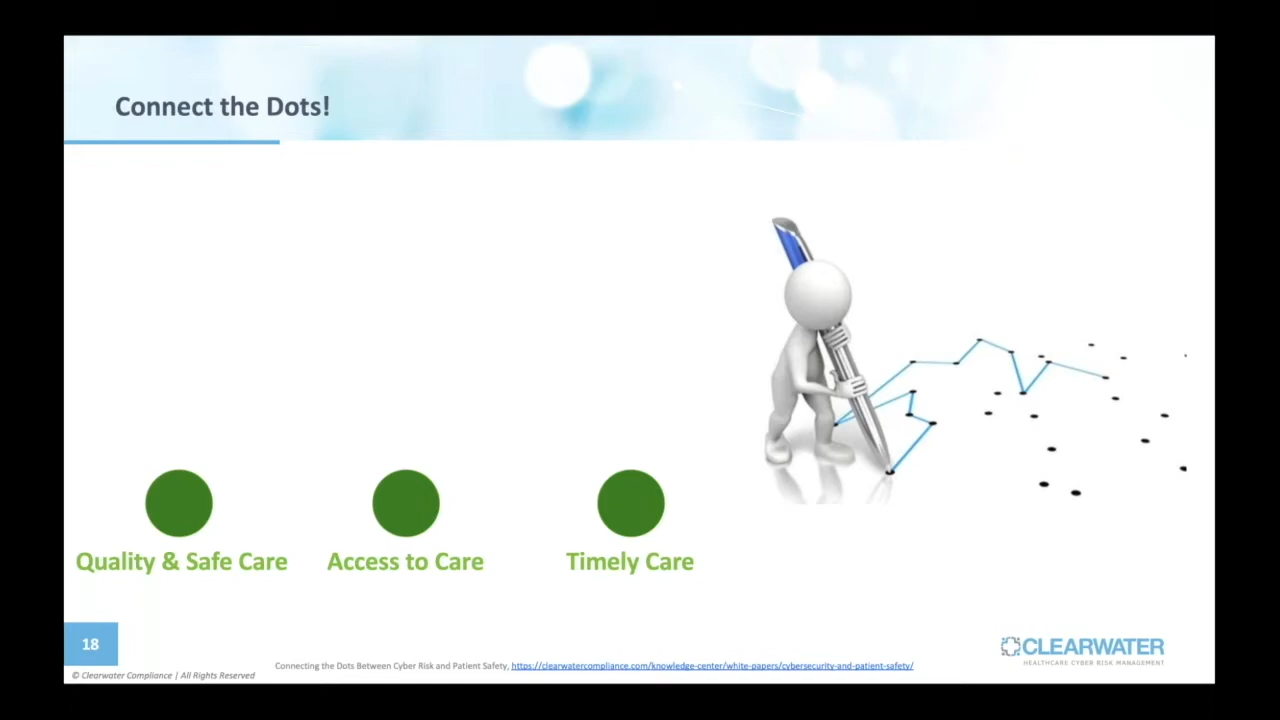 Connect the Dots!
Quality & Safe Care
Access to Care
Timely Care
18
CLEARWATER
HEALTHCARE CYBER RISK MANAGEMENT
Connecting the Dots Between Cyber Risk and Patient Safety, https://clearwatercompliance.com/knowledge-center/white-papers/cybersecurity-and-patient-safety/
© Clearwater Compliance | All Rights Reserved